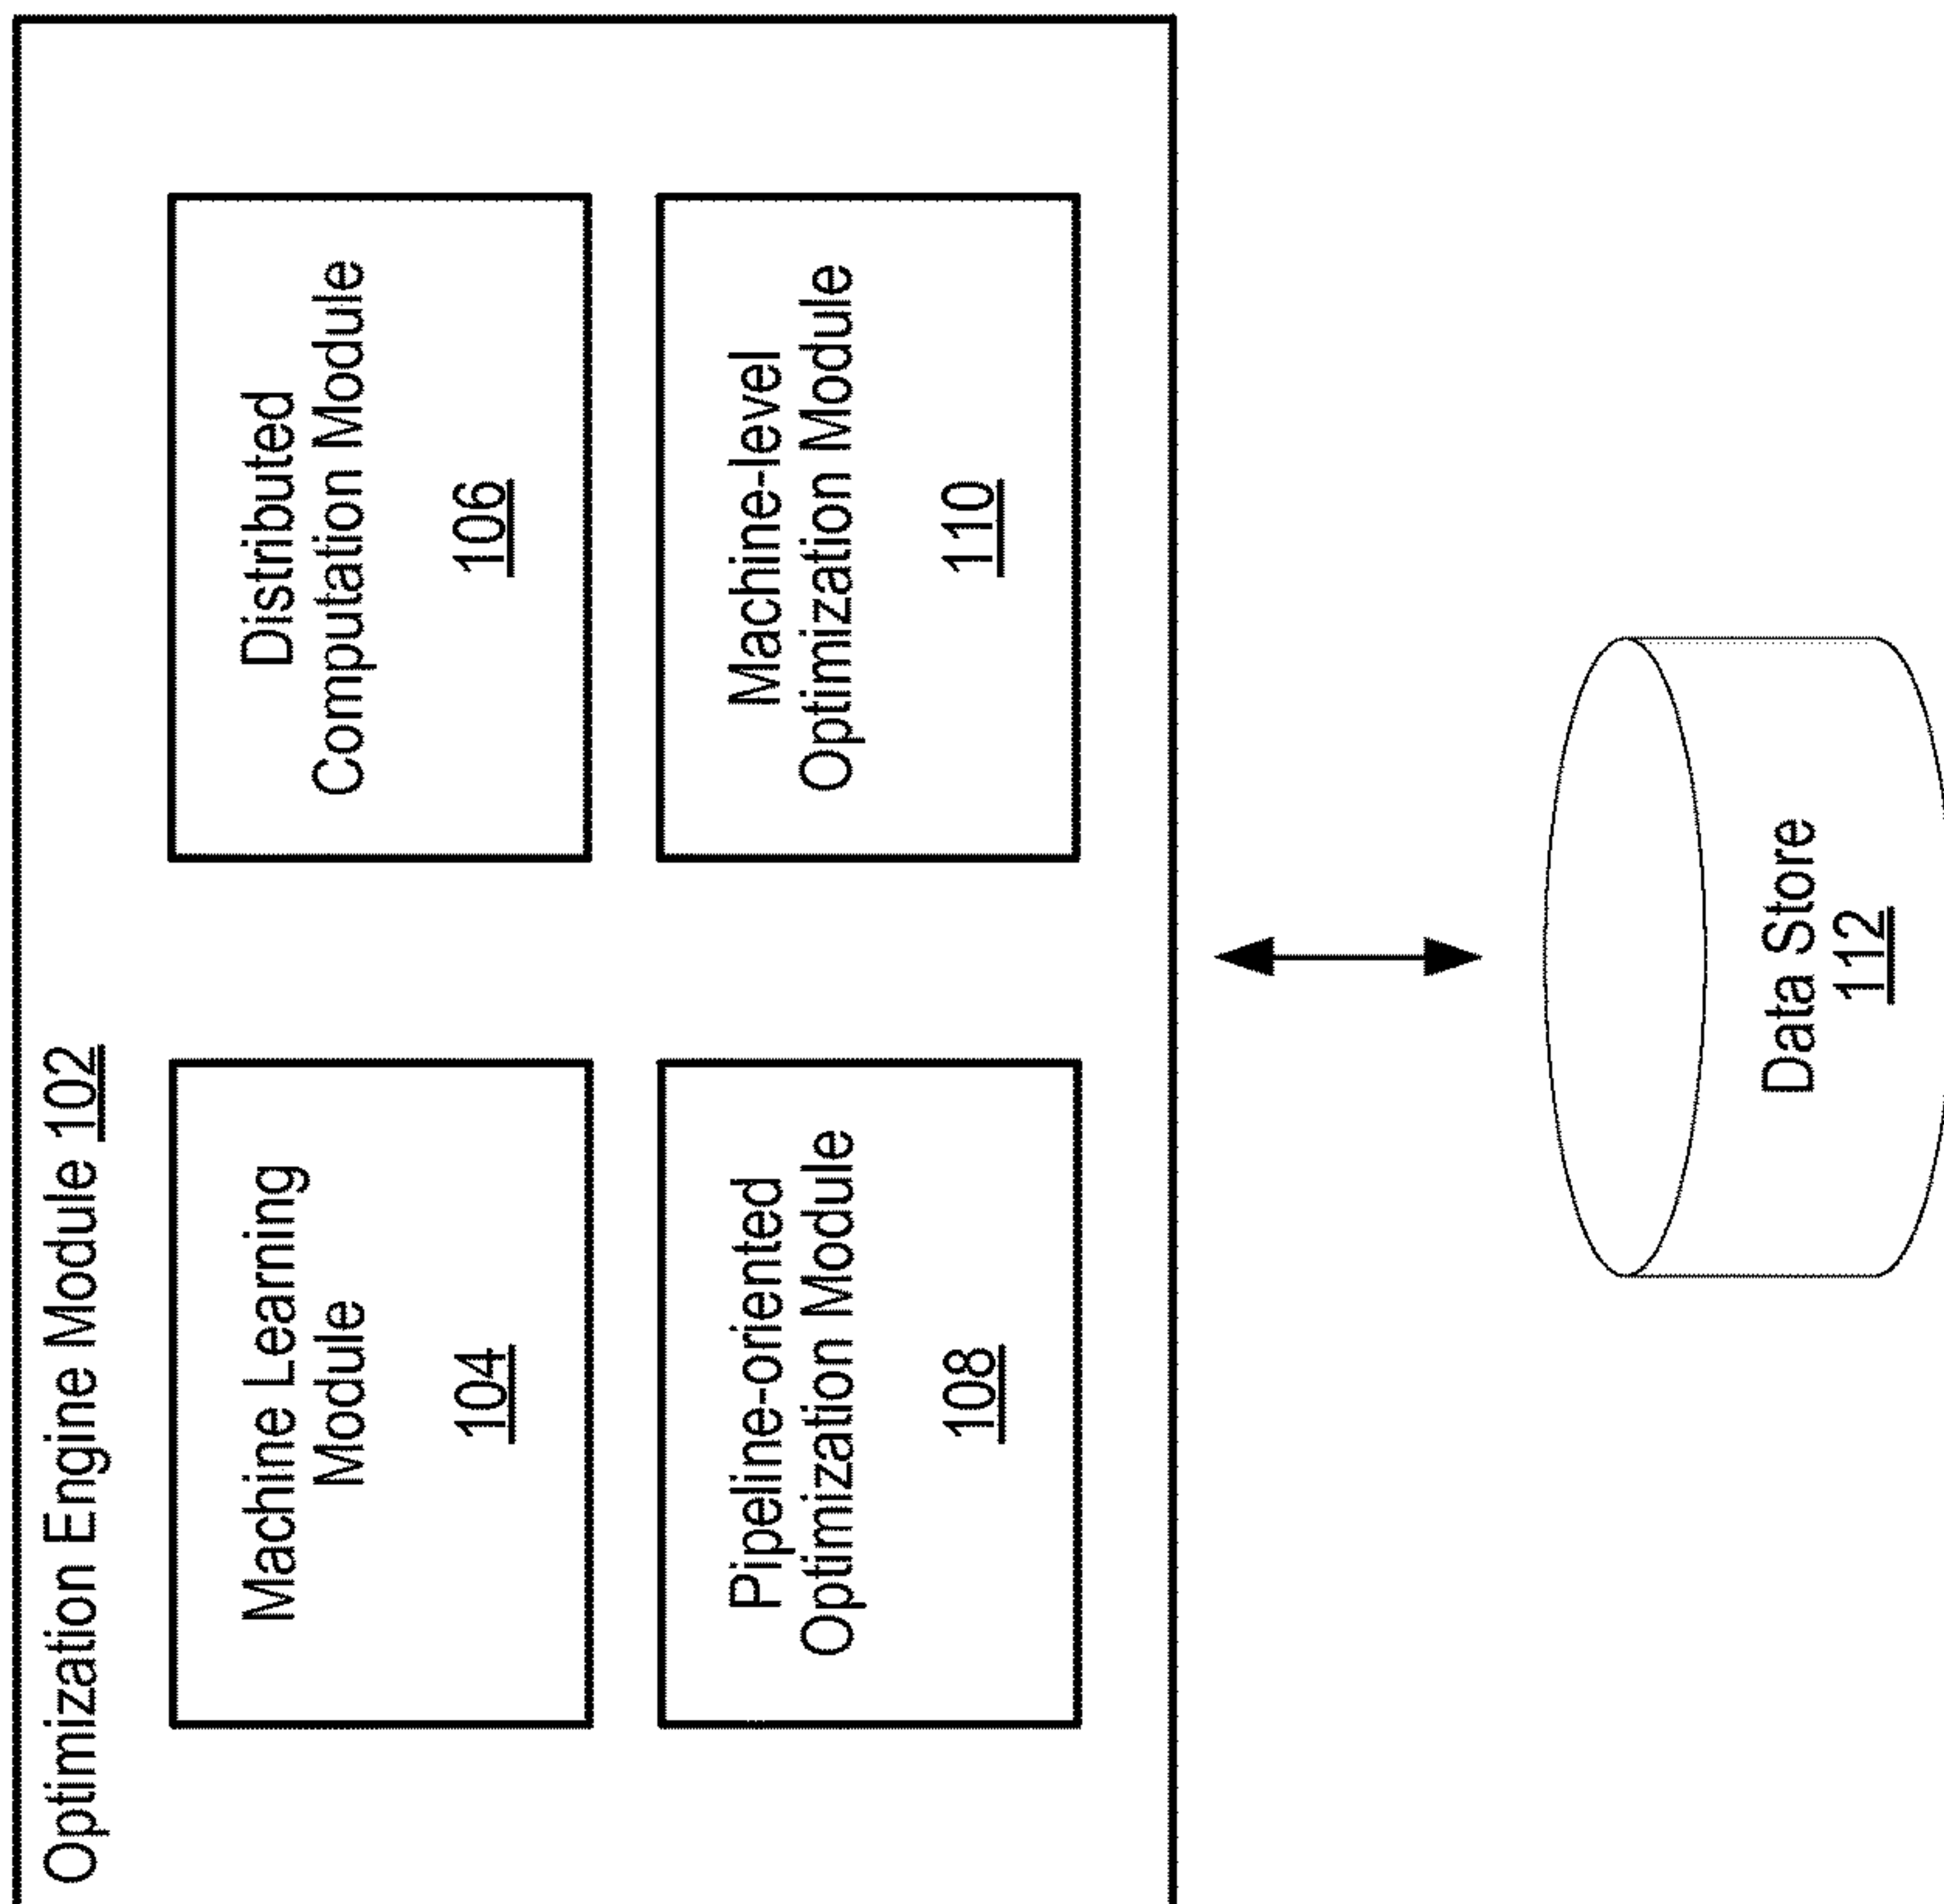 Optimization Engine Module 102
Machine Learning
Module
104
Distributed
Computation Module
106
Pipeline-oriented
Optimization Module
108
Machine-level
Optimization Module
110
Data Store
112